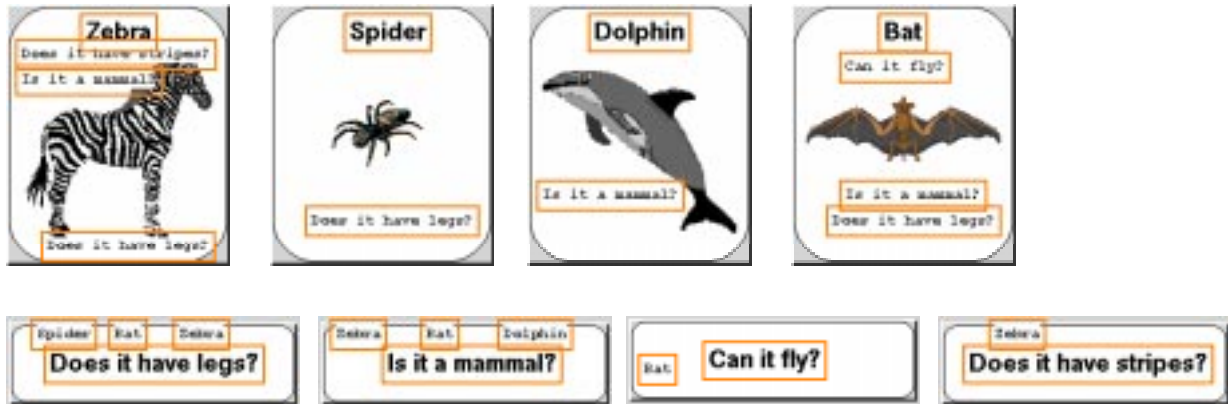 Zebra
Does it have stripes?
Is it a mammal?
Does it have legs?
Spider
Does it have legs?
Dolphin
Is it a mammal?
Bat
Can it fly?
Is it a mammal?
Does it have legs?
Spider Bat Zebra
Does it have legs?
Zebra Bat Dolphin
Is it a mammal?
Bat
Can it fly?
Zebra
Does it have stripes?